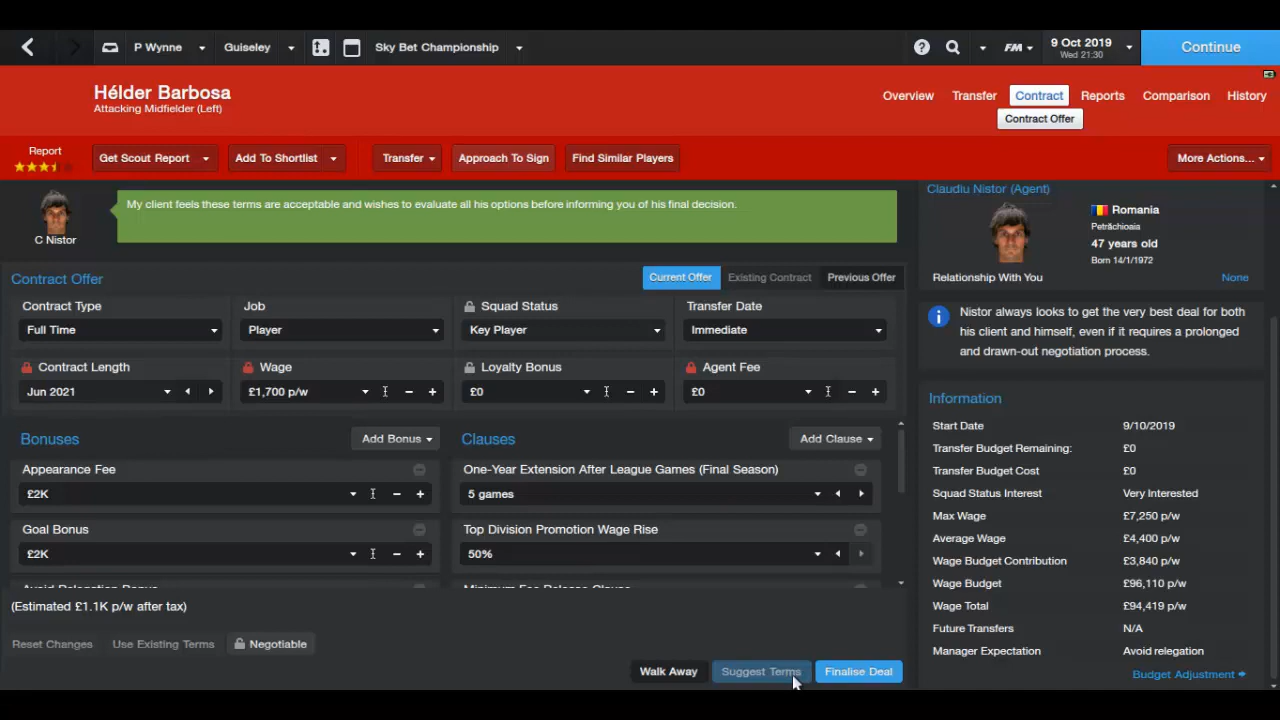 P Wynne
Guiseley
Sky Bet Championship
FM
9 Oct 2019
Wed 21:30
Continue
Hélder Barbosa
Attacking Midfielder (Left)
Overview Transfer Contract Reports Comparison History
Contract Offer
Report
Get Scout Report
Add To Shortlist
Transfer
Approach To Sign
Find Similar Players
More Actions...
C Nistor
My client feels these terms are acceptable and wishes to evaluate all his options before informing you of his final decision.
Claudiu Nistor (Agent)
Romania
Petrăchioaia
47 years old
Born 14/1/1972
Relationship With You None
Contract Offer
Current Offer Existing Contract Previous Offer
Contract Type Job Squad Status Transfer Date
Full Time Player Key Player Immediate
Contract Length Wage Loyalty Bonus Agent Fee
Jun 2021 £1,700 p/w £0 £0
Nistor always looks to get the very best deal for both
his client and himself, even if it requires a prolonged
and drawn-out negotiation process.
Bonuses Add Bonus
Appearance Fee
£2K
Goal Bonus
£2K
Clauses Add Clause
One-Year Extension After League Games (Final Season)
5 games
Top Division Promotion Wage Rise
50%
(Estimated £1.1K p/w after tax)
Reset Changes Use Existing Terms Negotiable
Walk Away Suggest Terms Finalise Deal
Information
Start Date 9/10/2019
Transfer Budget Remaining: £0
Transfer Budget Cost £0
Squad Status Interest Very Interested
Max Wage £7,250 p/w
Average Wage £4,400 p/w
Wage Budget Contribution £3,840 p/w
Wage Budget £96,110 p/w
Wage Total £94,419 p/w
Future Transfers N/A
Manager Expectation Avoid relegation
Budget Adjustment